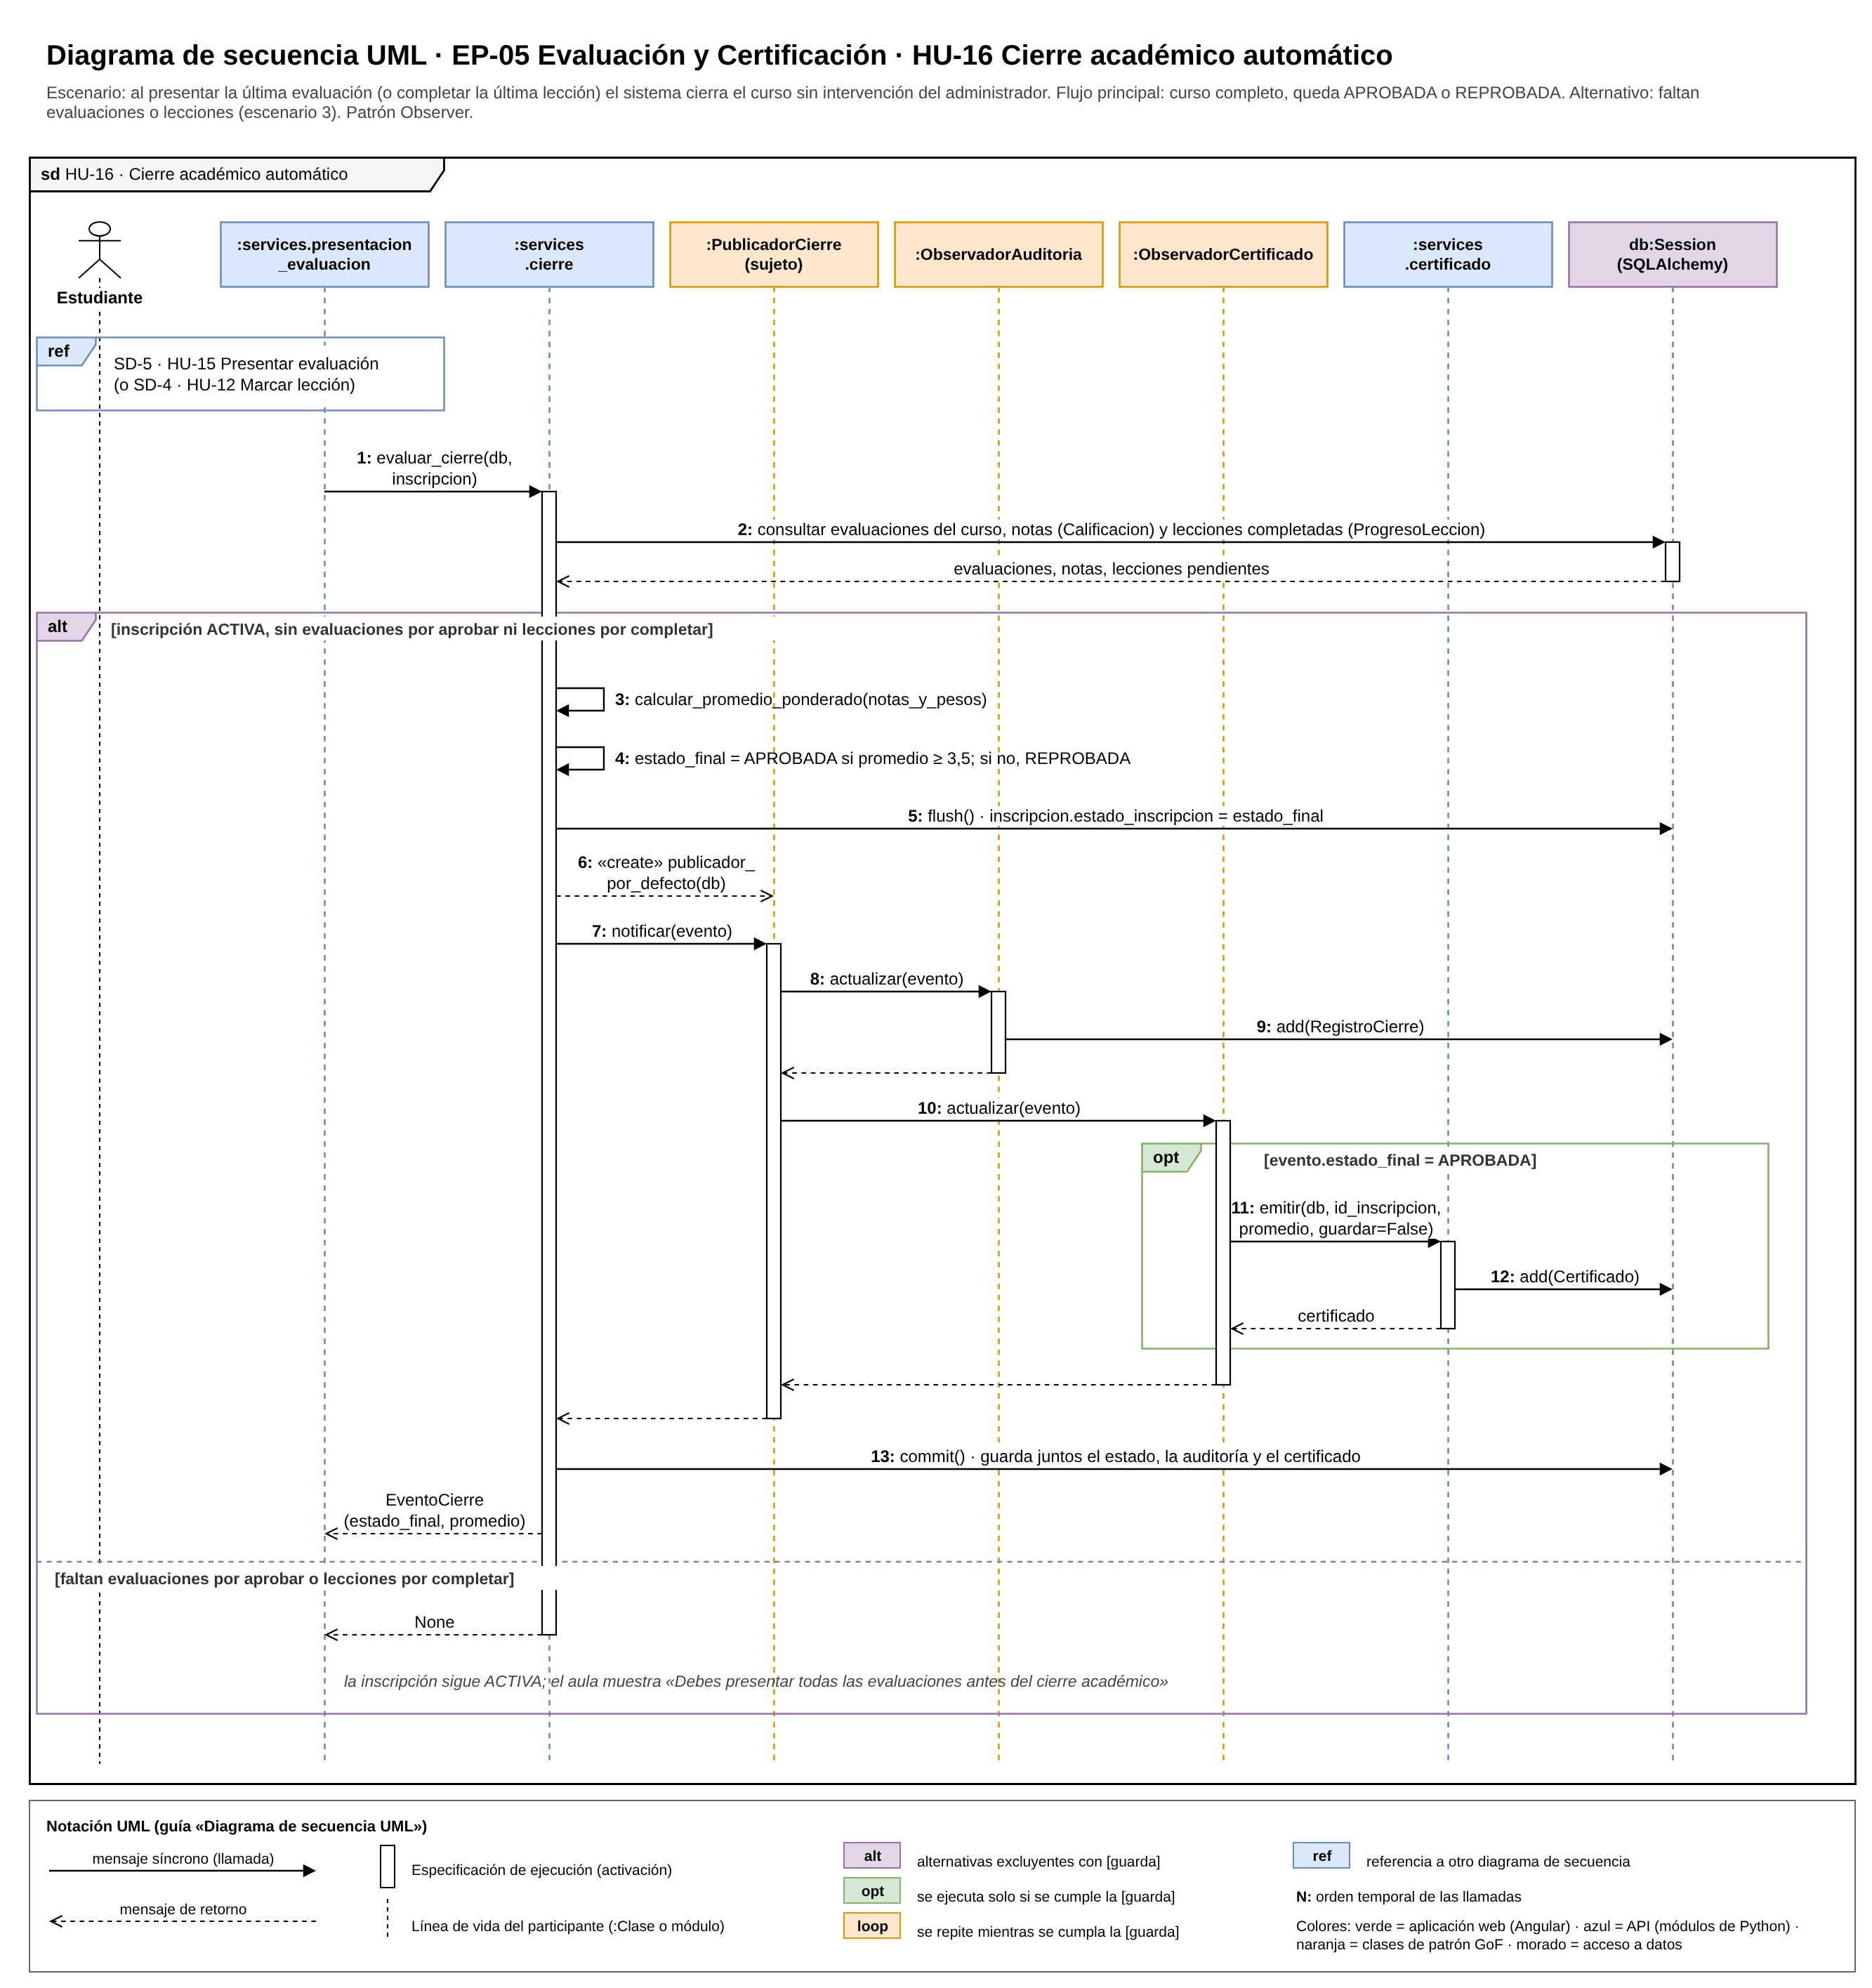 Diagrama de secuencia UML · EP-05 Evaluación y Certificación · HU-16 Cierre académico automático
Escenario: al presentar la última evaluación (o completar la última lección) el sistema cierra el curso sin intervención del administrador. Flujo principal: curso completo, queda APROBADA o REPROBADA. Alternativo: faltan
evaluaciones o lecciones (escenario 3). Patrón Observer.
sd HU-16 · Cierre académico automático
Estudiante
:services.presentacion
_evaluacion
:services
.cierre
:PublicadorCierre
(sujeto)
:ObservadorAuditoria
:ObservadorCertificado
:services
.certificado
db:Session
(SQLAlchemy)
ref
SD-5 · HU-15 Presentar evaluación
(o SD-4 · HU-12 Marcar lección)
1: evaluar_cierre(db,
inscripcion)
2: consultar evaluaciones del curso, notas (Calificacion) y lecciones completadas (ProgresoLeccion)
evaluaciones, notas, lecciones pendientes
alt
[inscripción ACTIVA, sin evaluaciones por aprobar ni lecciones por completar]
3: calcular_promedio_ponderado(notas_y_pesos)
4: estado_final = APROBADA si promedio ≥ 3,5; si no, REPROBADA
5: flush() · inscripcion.estado_inscripcion = estado_final
6: «create» publicador_
por_defecto(db)
7: notificar(evento)
8: actualizar(evento)
9: add(RegistroCierre)
10: actualizar(evento)
opt
[evento.estado_final = APROBADA]
11: emitir(db, id_inscripcion,
promedio, guardar=False)
12: add(Certificado)
certificado
13: commit() · guarda juntos el estado, la auditoría y el certificado
EventoCierre
(estado_final, promedio)
[faltan evaluaciones por aprobar o lecciones por completar]
None
la inscripción sigue ACTIVA; el aula muestra «Debes presentar todas las evaluaciones antes del cierre académico»
Notación UML (guía «Diagrama de secuencia UML»)
mensaje síncrono (llamada)
mensaje de retorno
Especificación de ejecución (activación)
Línea de vida del participante (:Clase o módulo)
alt
alternativas excluyentes con [guarda]
opt
se ejecuta solo si se cumple la [guarda]
loop
se repite mientras se cumpla la [guarda]
ref
referencia a otro diagrama de secuencia
N: orden temporal de las llamadas
Colores: verde = aplicación web (Angular) · azul = API (módulos de Python) ·
naranja = clases de patrón GoF · morado = acceso a datos